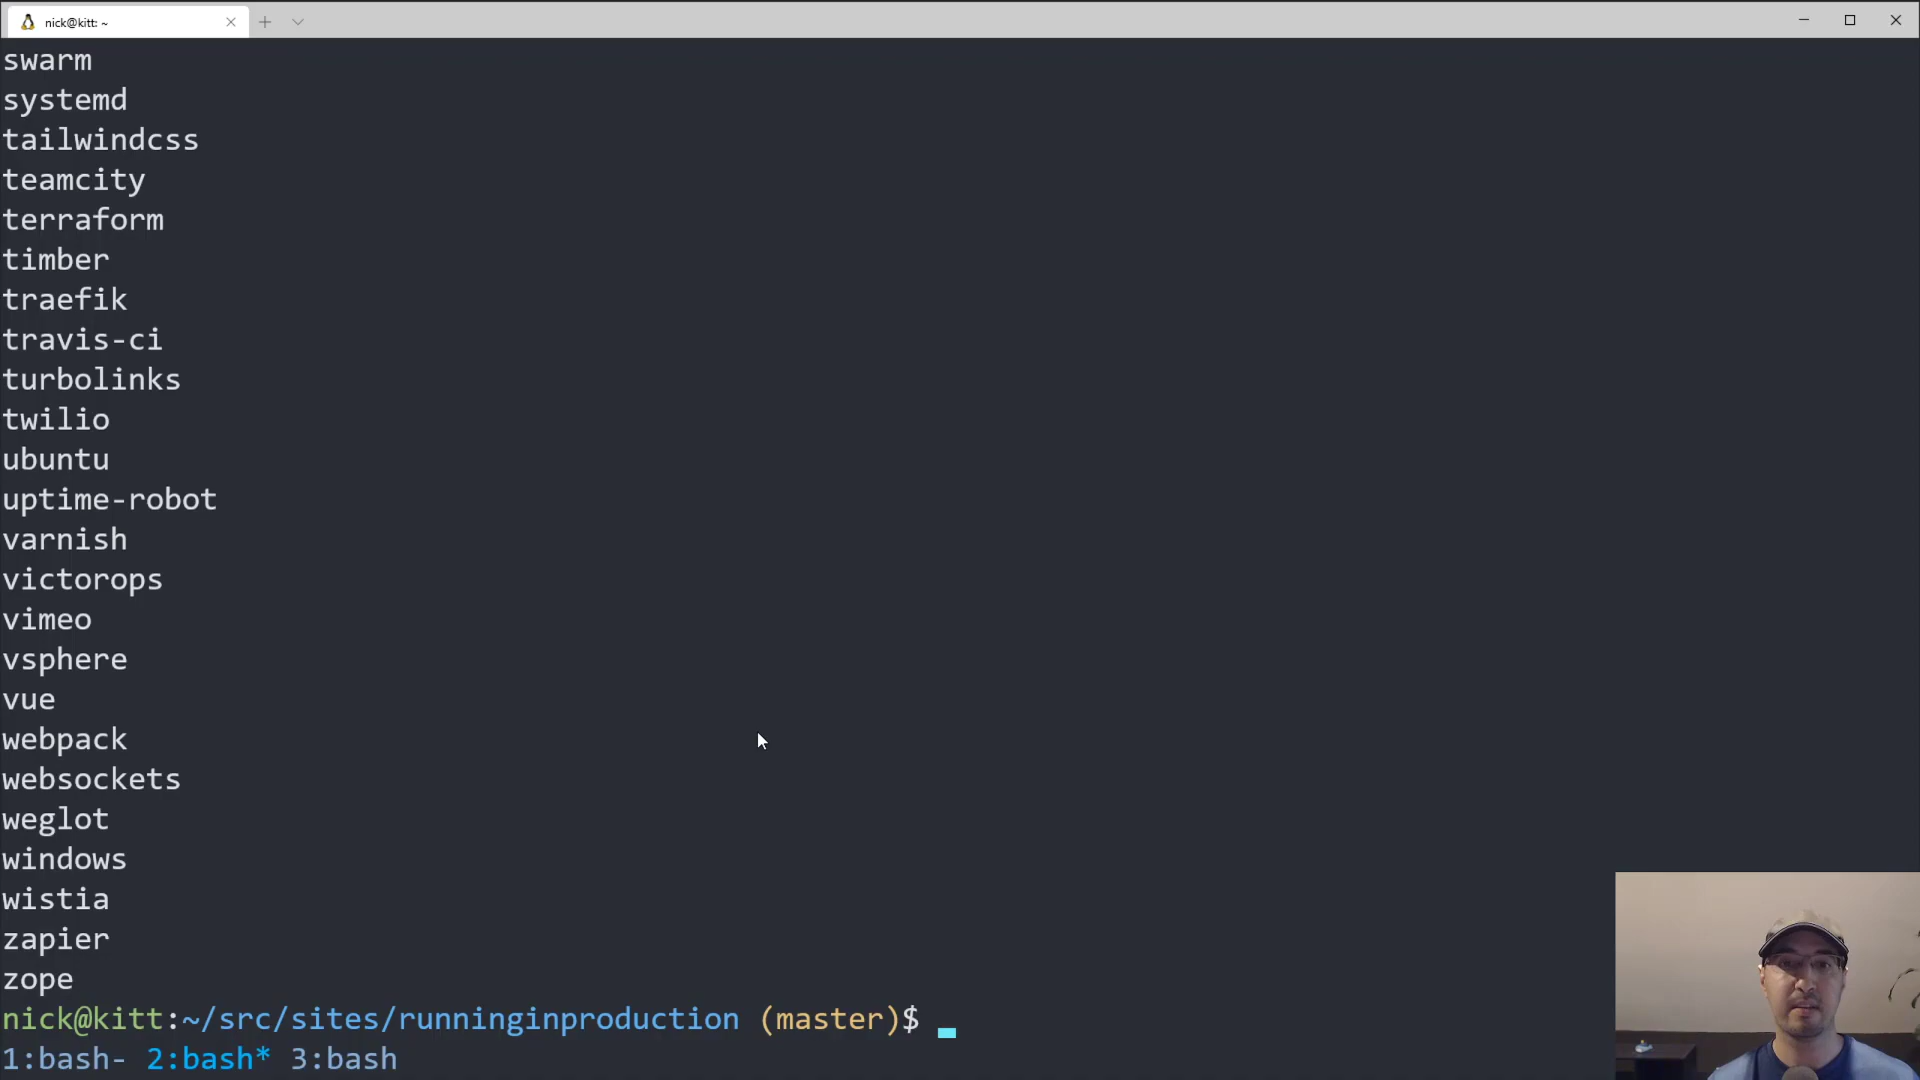 nick@kitt: ~
swarm
systemd
tailwindcss
teamcity
terraform
timber
traefik
travis-ci
turbolinks
twilio
ubuntu
uptime-robot
varnish
victorops
vimeo
vsphere
vue
webpack
websockets
weglot
windows
wistia
zapier
zope
nick@kitt:~/src/sites/runninginproduction (master)$
1:bash- 2:bash* 3:bash